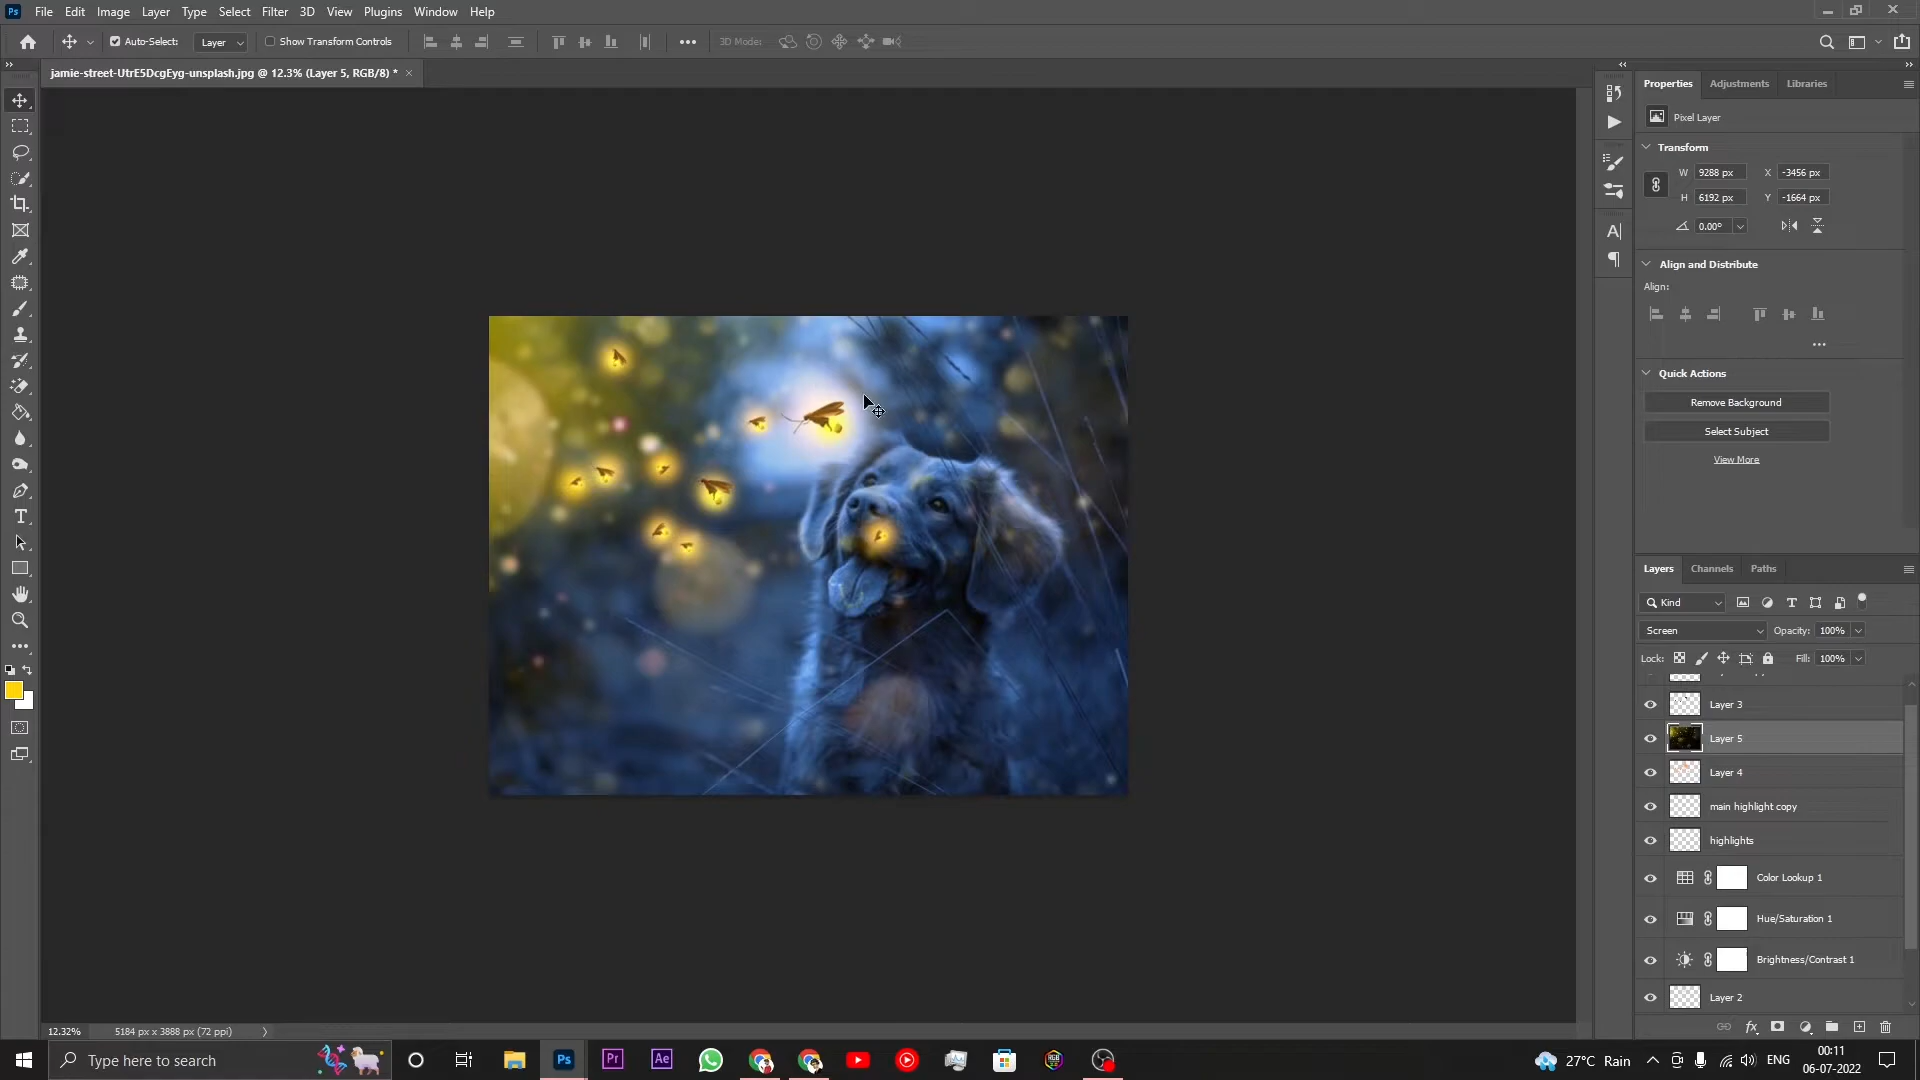 Ps File Edit Image Layer Type Select Filter 3D View Plugins Window Help
Auto-Select: Layer Show Transform Controls 3D Mode:
jamie-street-UtrE5DcgEyg-unsplash.jpg @ 12.3% (Layer 5, RGB/8) *
Properties Adjustments Libraries
Pixel Layer
Transform
W 9288 px X -3456 px
H 6192 px Y -1664 px
0.00°
Align and Distribute
Align:
Quick Actions
Remove Background
Select Subject
View More
Layers Channels Paths
Kind
Screen Opacity: 100%
Lock: Fill: 100%
Layer 3
Layer 5
Layer 4
main highlight copy
highlights
Color Lookup 1
Hue/Saturation 1
Brightness/Contrast 1
Layer 2
12.32% 5184 px x 3888 px (72 ppi)
Type here to search
Ps Pr Ae
27°C Rain ENG
00:11
06-07-2022